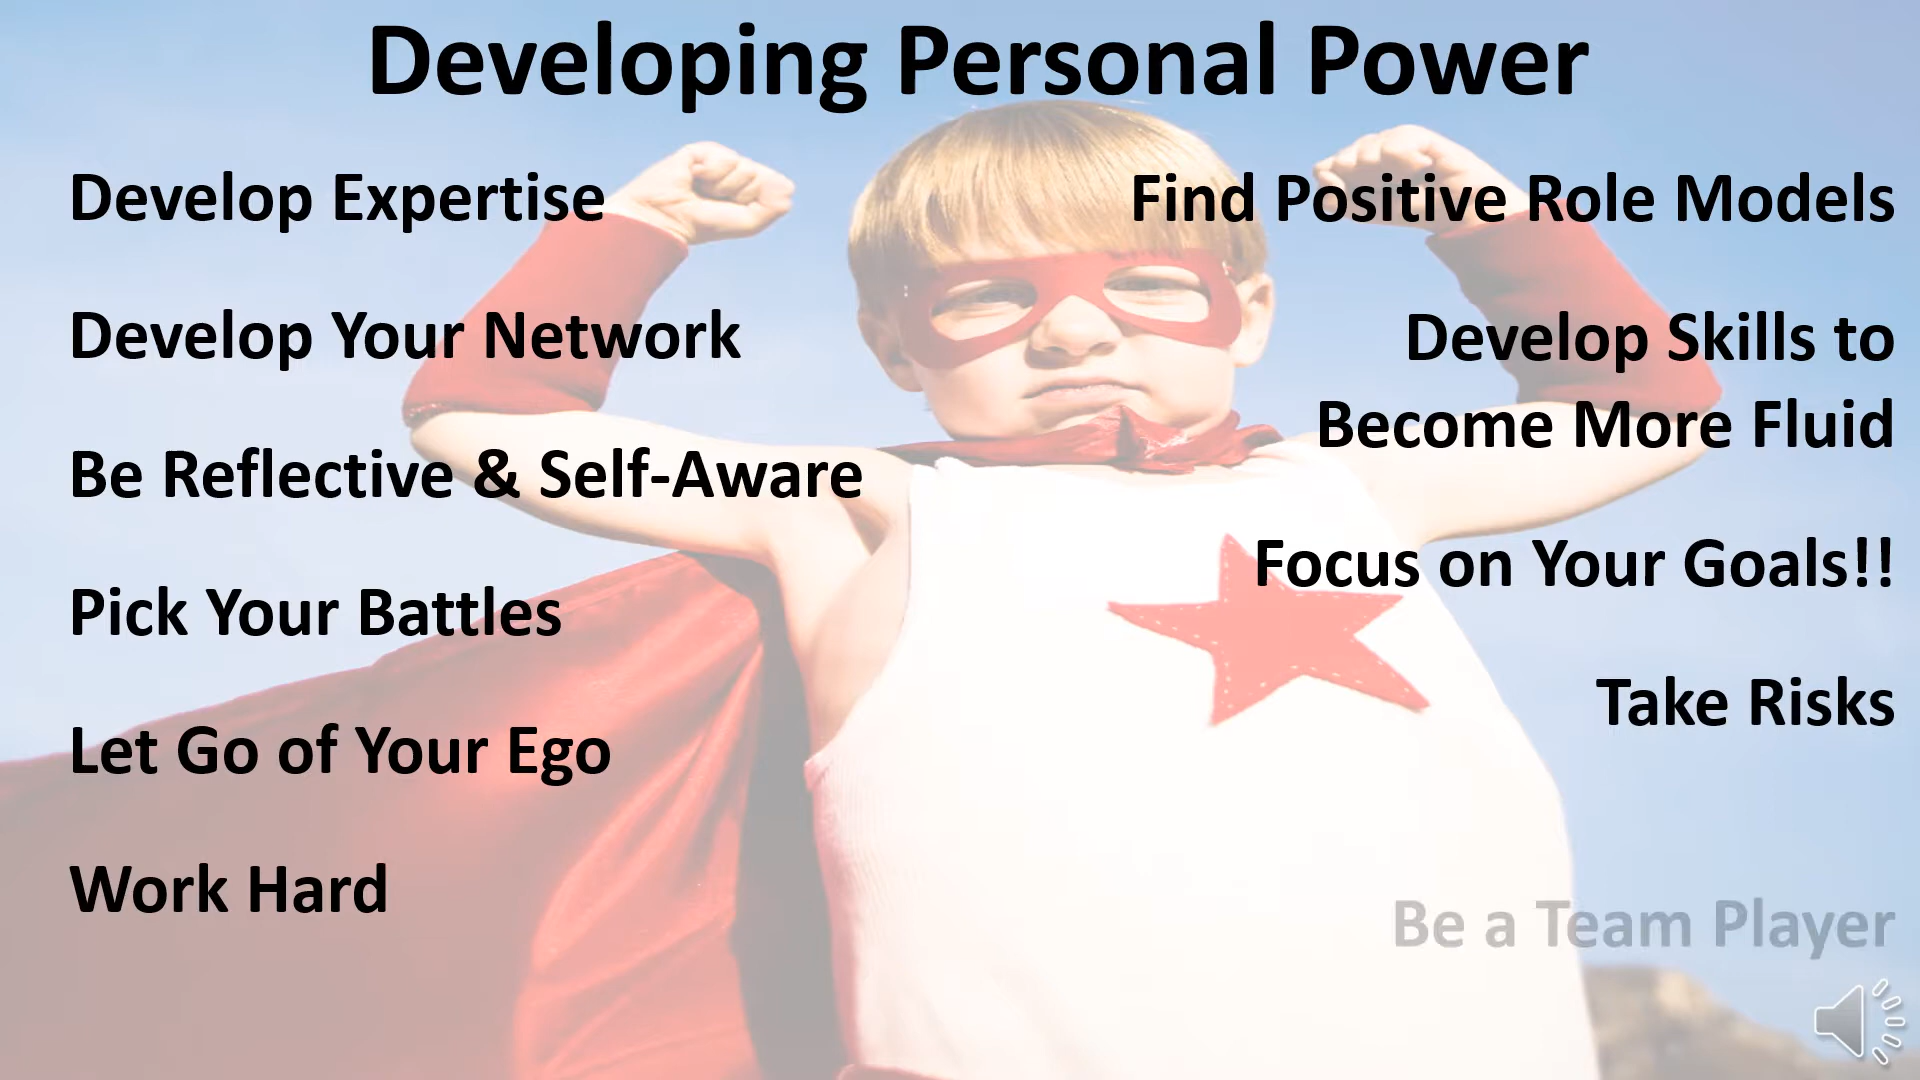 Developing Personal Power
Develop Expertise
Develop Your Network
Be Reflective & Self-Aware
Pick Your Battles
Let Go of Your Ego
Work Hard
Find Positive Role Models
Develop Skills to
Become More Fluid
Focus on Your Goals!!
Take Risks
Be a Team Player